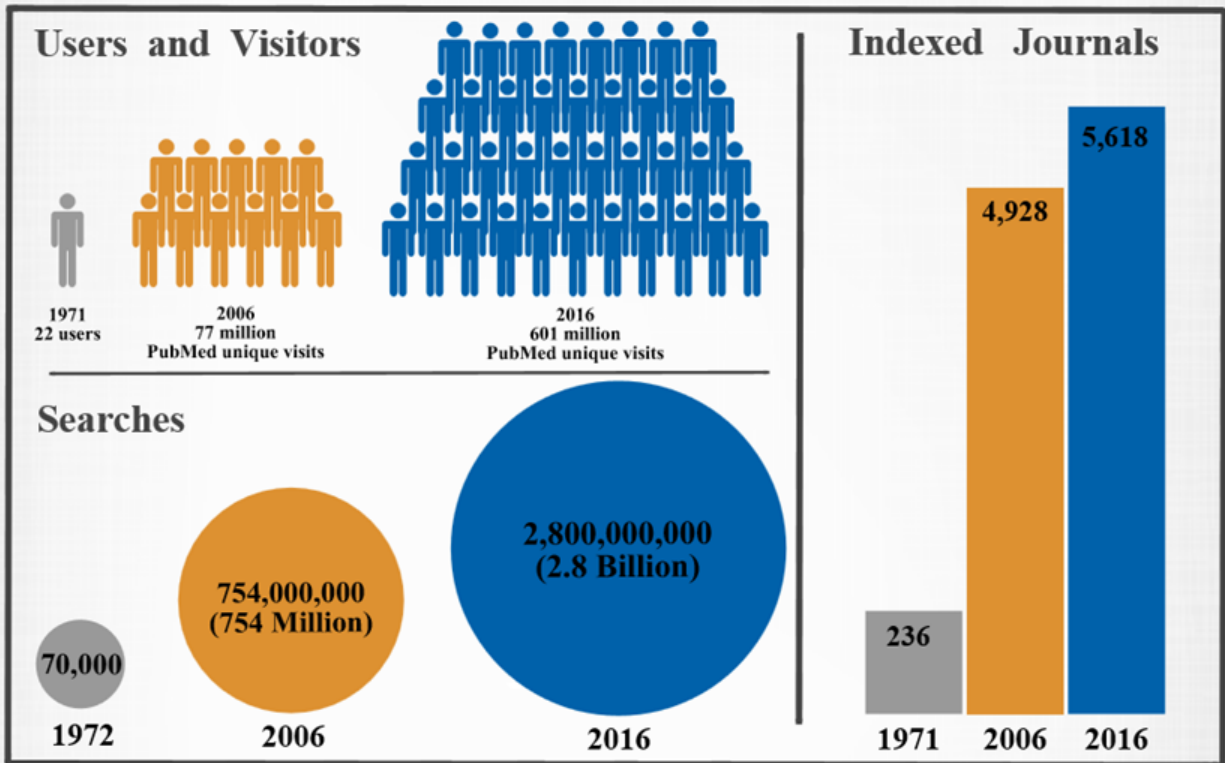 Users and Visitors
1971
22 users
2006
77 million
PubMed unique visits
2016
601 million
PubMed unique visits
Searches
70,000
1972
754,000,000
(754 Million)
2006
2,800,000,000
(2.8 Billion)
2016
Indexed Journals
236
1971
4,928
2006
5,618
2016